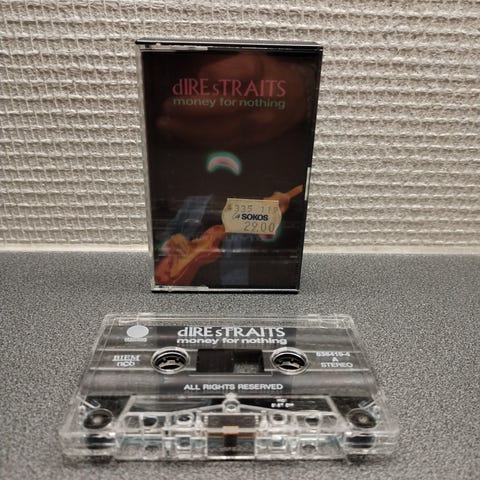 dIRE sTRAITS
money for nothing
SOKOS
29.00
dIRE sTRAITS
money for nothing
BIEM
ncb
836419-4
A
STEREO
ALL RIGHTS RESERVED